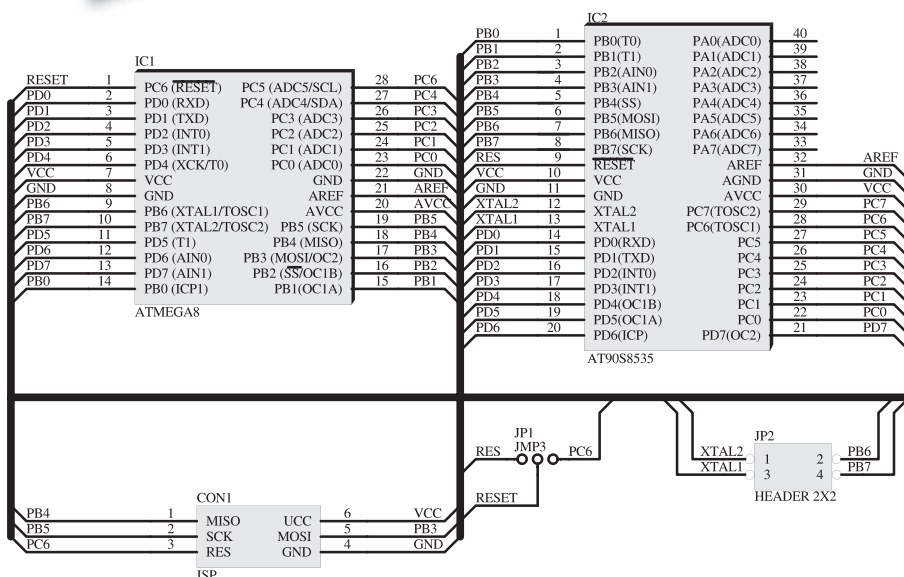 IC1
RESET 1 PC6 (RESET) PC5 (ADC5/SCL) 28 PC6
PD0 2 PD0 (RXD) PC4 (ADC4/SDA) 27 PC4
PD1 3 PD1 (TXD) PC3 (ADC3) 26 PC3
PD2 4 PD2 (INT0) PC2 (ADC2) 25 PC2
PD3 5 PD3 (INT1) PC1 (ADC1) 24 PC1
PD4 6 PD4 (XCK/T0) PC0 (ADC0) 23 PC0
VCC 7 VCC GND 22 GND
GND 8 GND AREF 21 AREF
PB6 9 PB6 (XTAL1/TOSC1) AVCC 20 AVCC
PB7 10 PB7 (XTAL2/TOSC2) PB5 (SCK) 19 PB5
PD5 11 PD5 (T1) PB4 (MISO) 18 PB4
PD6 12 PD6 (AIN0) PB3 (MOSI/OC2) 17 PB3
PD7 13 PD7 (AIN1) PB2 (SS/OC1B) 16 PB2
PB0 14 PB0 (ICP1) PB1(OC1A) 15 PB1
ATMEGA8
IC2
PB0 1 PB0(T0) PA0(ADC0) 40
PB1 2 PB1(T1) PA1(ADC1) 39
PB2 3 PB2(AIN0) PA2(ADC2) 38
PB3 4 PB3(AIN1) PA3(ADC3) 37
PB4 5 PB4(SS) PA4(ADC4) 36
PB5 6 PB5(MOSI) PA5(ADC5) 35
PB6 7 PB6(MISO) PA6(ADC6) 34
PB7 8 PB7(SCK) PA7(ADC7) 33
RES 9 RESET AREF 32 AREF
VCC 10 VCC AGND 31 GND
GND 11 GND AVCC 30 VCC
XTAL2 12 XTAL2 PC7(TOSC2) 29 PC7
XTAL1 13 XTAL1 PC6(TOSC1) 28 PC6
PD0 14 PD0(RXD) PC5 27 PC5
PD1 15 PD1(TXD) PC4 26 PC4
PD2 16 PD2(INT0) PC3 25 PC3
PD3 17 PD3(INT1) PC2 24 PC2
PD4 18 PD4(OC1B) PC1 23 PC1
PD5 19 PD5(OC1A) PC0 22 PC0
PD6 20 PD6(ICP) PD7(OC2) 21 PD7
AT90S8535
JP1
JMP3
RES PC6
RESET
JP2
XTAL2 1 2 PB6
XTAL1 3 4 PB7
HEADER 2X2
CON1
PB4 1 MISO UCC 6 VCC
PB5 2 SCK MOSI 5 PB3
PC6 3 RES GND 4 GND
ISP